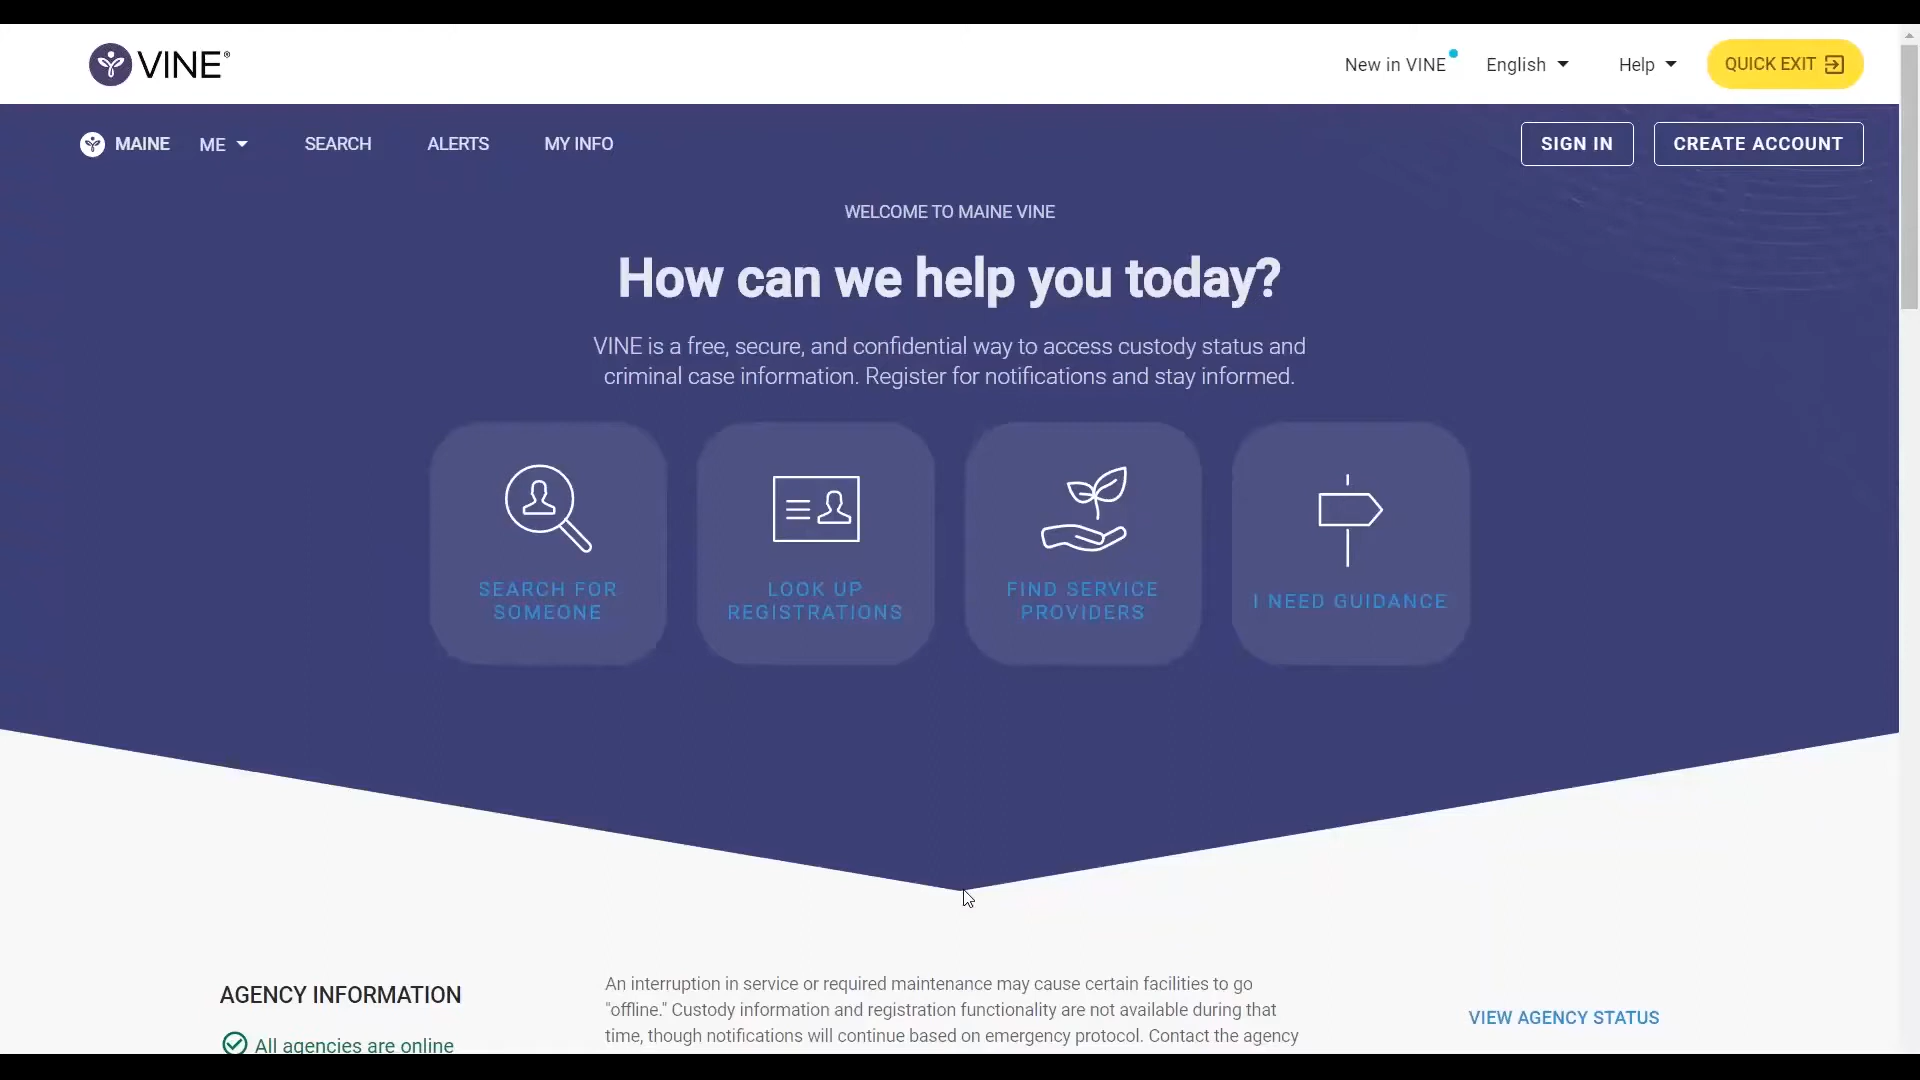 VINE®
New in VINE
English
Help
QUICK EXIT
MAINE
ME
SEARCH
ALERTS
MY INFO
SIGN IN
CREATE ACCOUNT
WELCOME TO MAINE VINE
How can we help you today?
VINE is a free, secure, and confidential way to access custody status and
criminal case information. Register for notifications and stay informed.
SEARCH FOR
SOMEONE
LOOK UP
REGISTRATIONS
FIND SERVICE
PROVIDERS
I NEED GUIDANCE
AGENCY INFORMATION
All agencies are online
An interruption in service or required maintenance may cause certain facilities to go
"offline." Custody information and registration functionality are not available during that
time, though notifications will continue based on emergency protocol. Contact the agency
VIEW AGENCY STATUS